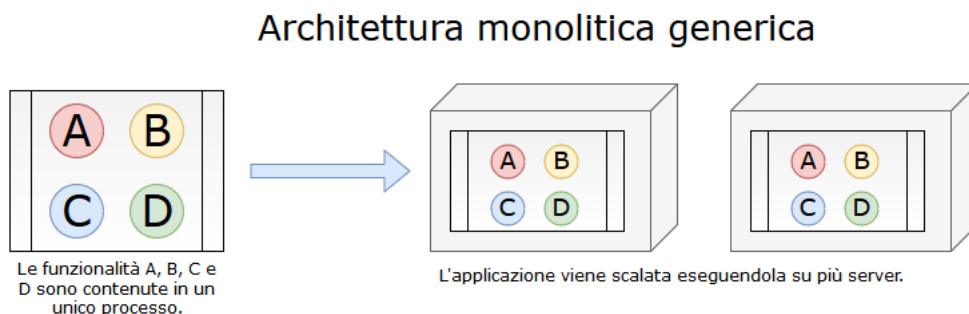 Architettura monolitica generica
A B
C D
Le funzionalità A, B, C e
D sono contenute in un
unico processo.
A B
C D
A B
C D
L'applicazione viene scalata eseguendola su più server.